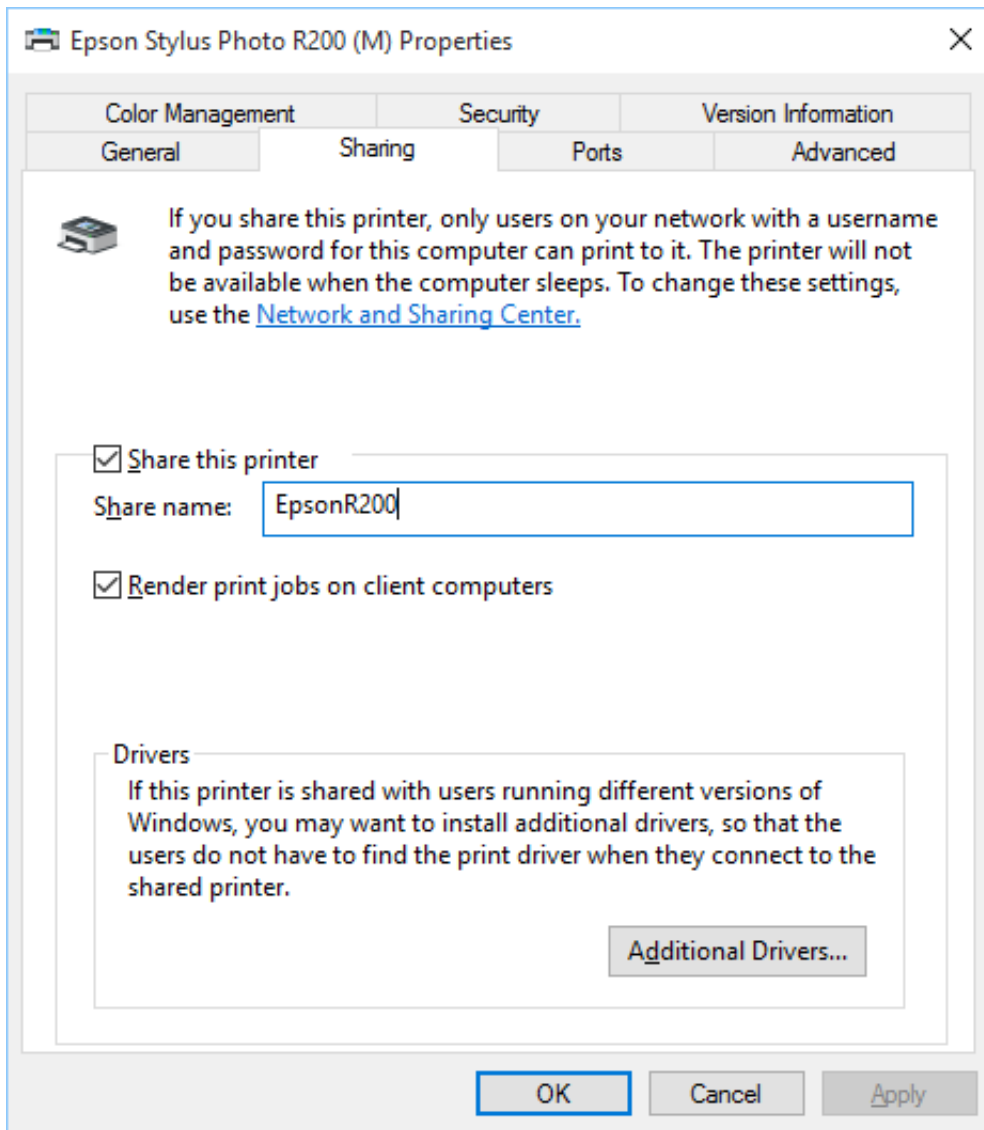 Epson Stylus Photo R200 (M) Properties
Color Management Security Version Information
General Sharing Ports Advanced
If you share this printer, only users on your network with a username
and password for this computer can print to it. The printer will not
be available when the computer sleeps. To change these settings,
use the Network and Sharing Center.
Share this printer
Share name: EpsonR200
Render print jobs on client computers
Drivers
If this printer is shared with users running different versions of
Windows, you may want to install additional drivers, so that the
users do not have to find the print driver when they connect to the
shared printer.
Additional Drivers...
OK Cancel Apply